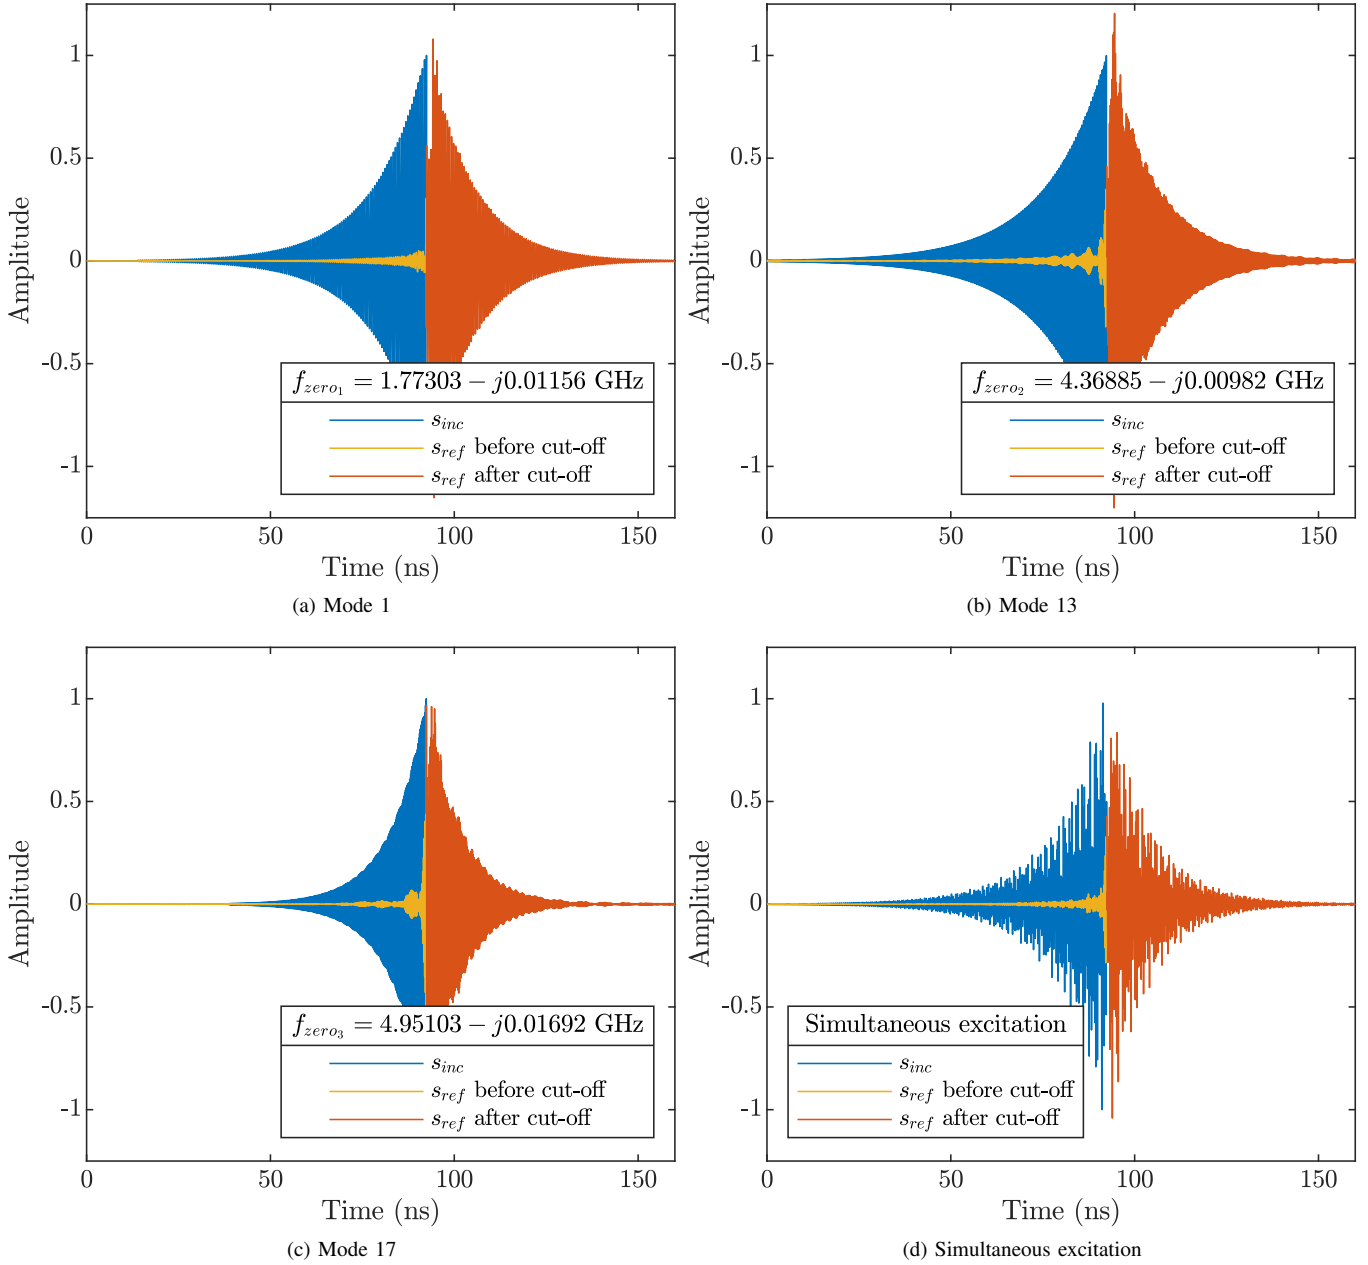 1
0.5
0
-0.5
-1
Amplitude
f_{zero_1} = 1.77303 − j0.01156 GHz
s_{inc}
s_{ref} before cut-off
s_{ref} after cut-off
0 50 100 150
Time (ns)
(a) Mode 1
1
0.5
0
-0.5
-1
Amplitude
f_{zero_2} = 4.36885 − j0.00982 GHz
s_{inc}
s_{ref} before cut-off
s_{ref} after cut-off
0 50 100 150
Time (ns)
(b) Mode 13
1
0.5
0
-0.5
-1
Amplitude
f_{zero_3} = 4.95103 − j0.01692 GHz
s_{inc}
s_{ref} before cut-off
s_{ref} after cut-off
0 50 100 150
Time (ns)
(c) Mode 17
1
0.5
0
-0.5
-1
Amplitude
Simultaneous excitation
s_{inc}
s_{ref} before cut-off
s_{ref} after cut-off
0 50 100 150
Time (ns)
(d) Simultaneous excitation